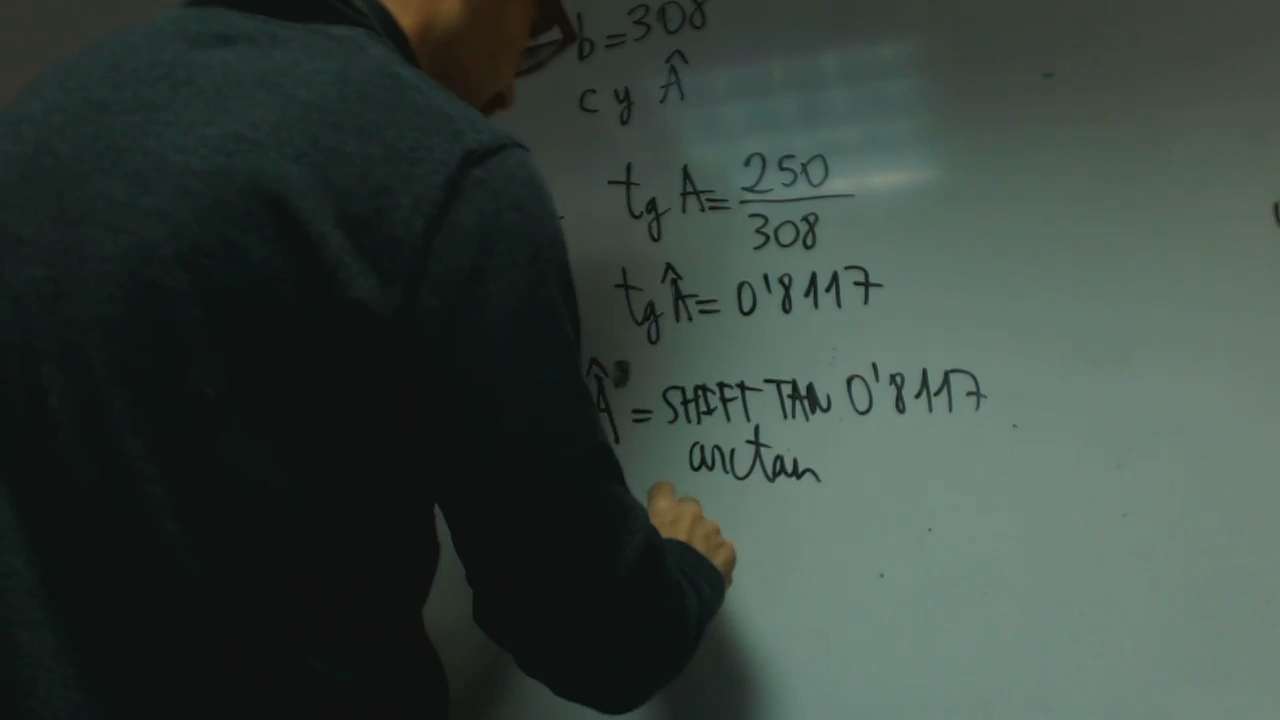 b=308
c y Â
tg A= 250
308
tg Â= 0'8117
Â = SHIFT TAN 0'8117
arctan